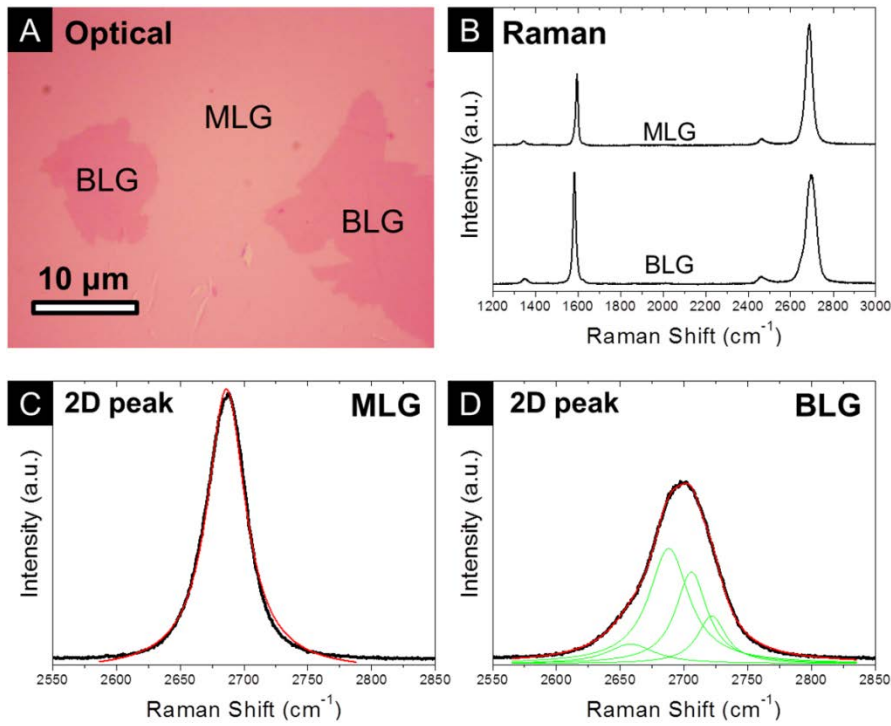 A Optical
MLG
BLG
BLG
10 μm
B Raman
MLG
BLG
Intensity (a.u.)
1200 1400 1600 1800 2000 2200 2400 2600 2800 3000
Raman Shift (cm⁻¹)
C 2D peak MLG
Intensity (a.u.)
2550 2600 2650 2700 2750 2800 2850
Raman Shift (cm⁻¹)
D 2D peak BLG
Intensity (a.u.)
2550 2600 2650 2700 2750 2800 2850
Raman Shift (cm⁻¹)